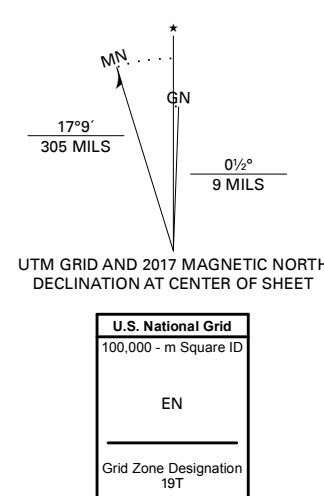 ★
MN
GN
17°9´
305 MILS
0½°
9 MILS
UTM GRID AND 2017 MAGNETIC NORTH
DECLINATION AT CENTER OF SHEET
U.S. National Grid
100,000 - m Square ID
EN
Grid Zone Designation
19T